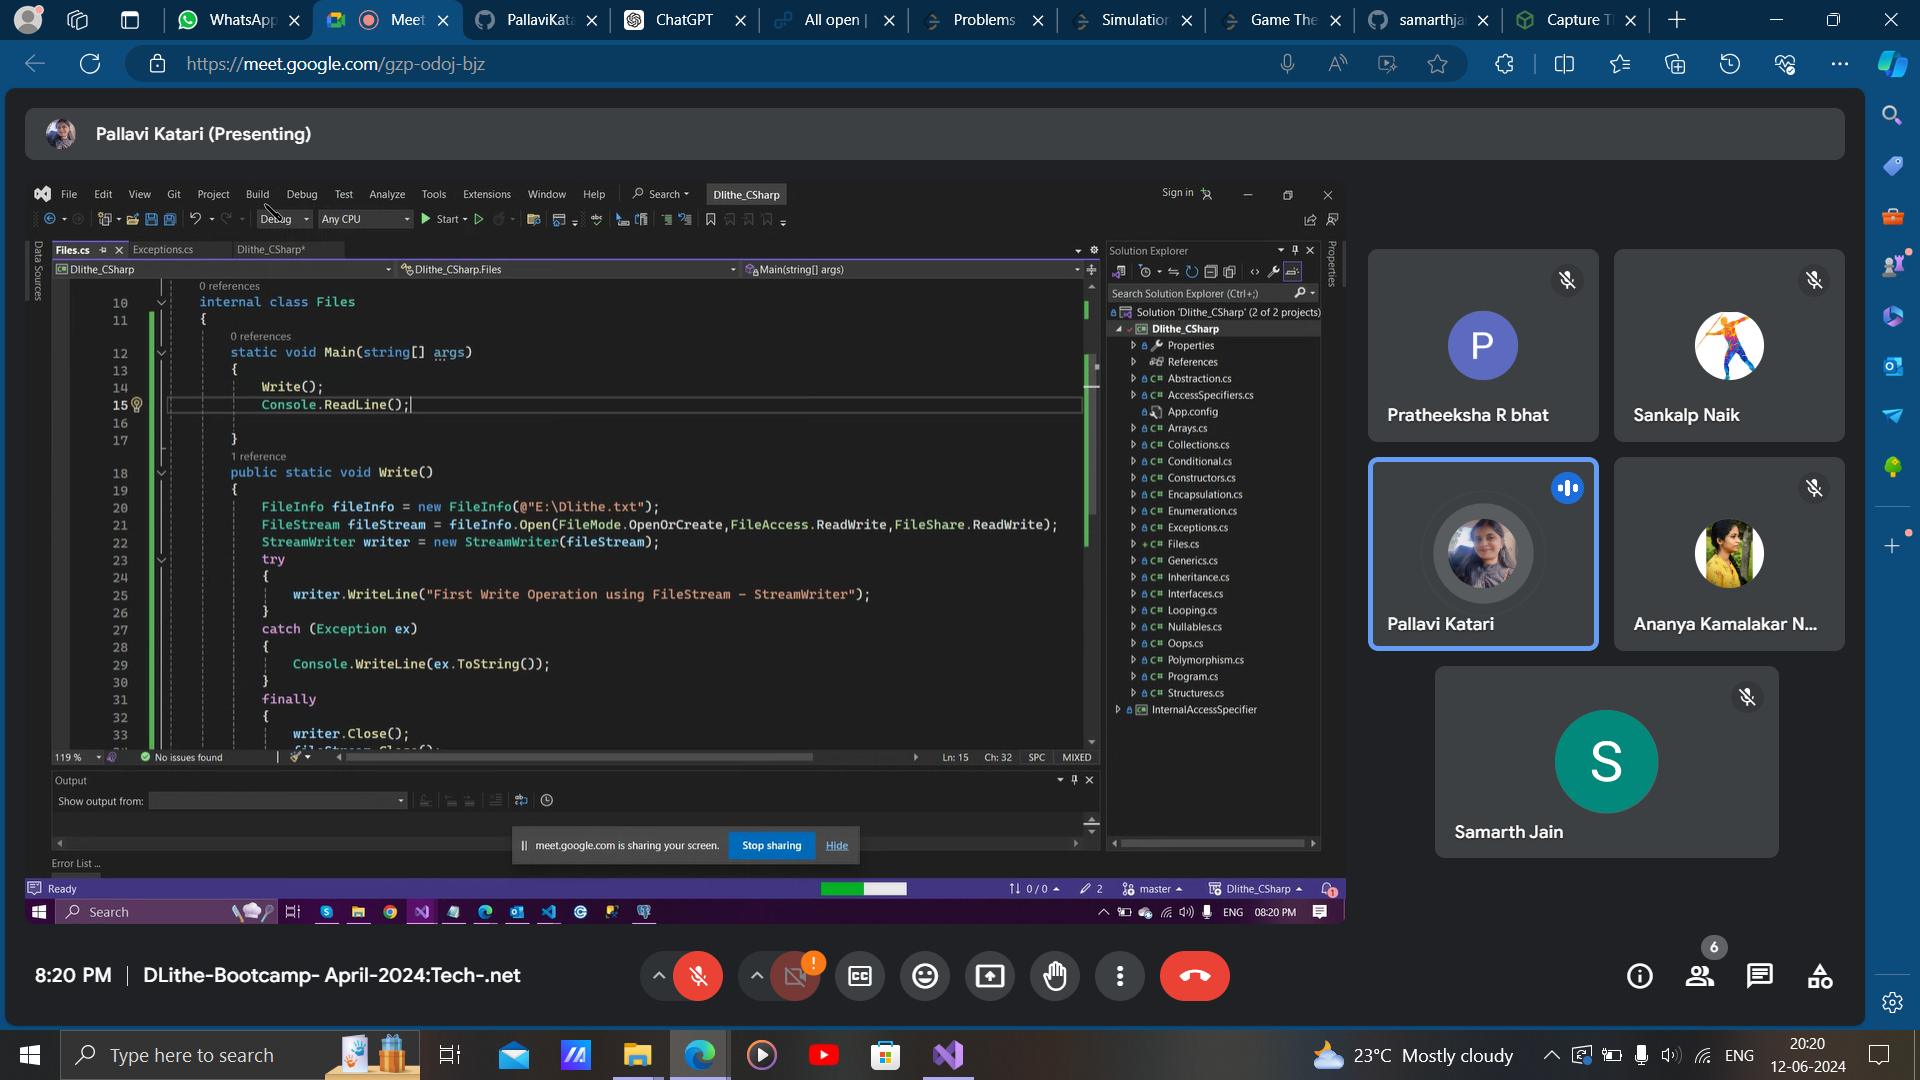 WhatsApp
Meet
PallaviKata
ChatGPT
All open |
Problems
Simulation
Game The
samarthja
Capture T
https://meet.google.com/gzp-odoj-bjz
Pallavi Katari (Presenting)
File Edit View Git Project Build Debug Test Analyze Tools Extensions Window Help Search Dlithe_CSharp Sign in
Debug Any CPU Start
Data Sources
Files.cs Exceptions.cs Dlithe_CSharp*
Dlithe_CSharp Dlithe_CSharp.Files Main(string[] args)
0 references
10 internal class Files
11 {
0 references
12 static void Main(string[] args)
13 {
14 Write();
15 Console.ReadLine();
16
17 }
1 reference
18 public static void Write()
19 {
20 FileInfo fileInfo = new FileInfo(@"E:\Dlithe.txt");
21 FileStream fileStream = fileInfo.Open(FileMode.OpenOrCreate,FileAccess.ReadWrite,FileShare.ReadWrite);
22 StreamWriter writer = new StreamWriter(fileStream);
23 try
24 {
25 writer.WriteLine("First Write Operation using FileStream - StreamWriter");
26 }
27 catch (Exception ex)
28 {
29 Console.WriteLine(ex.ToString());
30 }
31 finally
32 {
33 writer.Close();
fileStream.Close();
119 % No issues found Ln: 15 Ch: 32 SPC MIXED
Output
Show output from:
Error List ...
meet.google.com is sharing your screen. Stop sharing Hide
Solution Explorer
Properties
Search Solution Explorer (Ctrl+;)
Solution 'Dlithe_CSharp' (2 of 2 projects)
Dlithe_CSharp
Properties
References
C# Abstraction.cs
C# AccessSpecifiers.cs
App.config
C# Arrays.cs
C# Collections.cs
C# Conditional.cs
C# Constructors.cs
C# Encapsulation.cs
C# Enumeration.cs
C# Exceptions.cs
C# Files.cs
C# Generics.cs
C# Inheritance.cs
C# Interfaces.cs
C# Looping.cs
C# Nullables.cs
C# Oops.cs
C# Polymorphism.cs
C# Program.cs
C# Structures.cs
InternalAccessSpecifier
Ready 0 / 0 2 master Dlithe_CSharp 1
Search ENG 08:20 PM
P
Pratheeksha R bhat
Sankalp Naik
Pallavi Katari
Ananya Kamalakar N...
S
Samarth Jain
8:20 PM | DLithe-Bootcamp- April-2024:Tech-.net
!
CC
6
Type here to search
23°C Mostly cloudy
ENG
20:20
12-06-2024